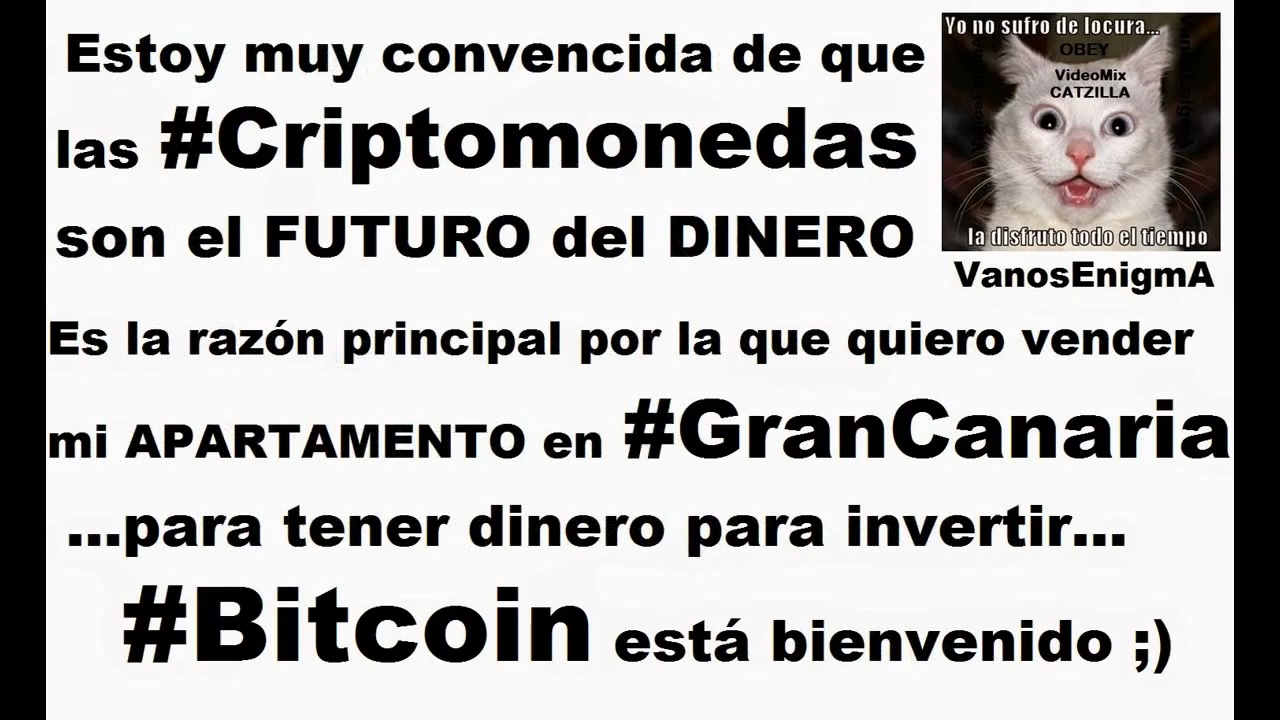 Estoy muy convencida de que
las #Criptomonedas
son el FUTURO del DINERO
Yo no sufro de locura...
OBEY
VideoMix
CATZILLA
la disfruto todo el tiempo
VanosEnigmA
Es la razón principal por la que quiero vender
mi APARTAMENTO en #GranCanaria
...para tener dinero para invertir...
#Bitcoin está bienvenido ;)